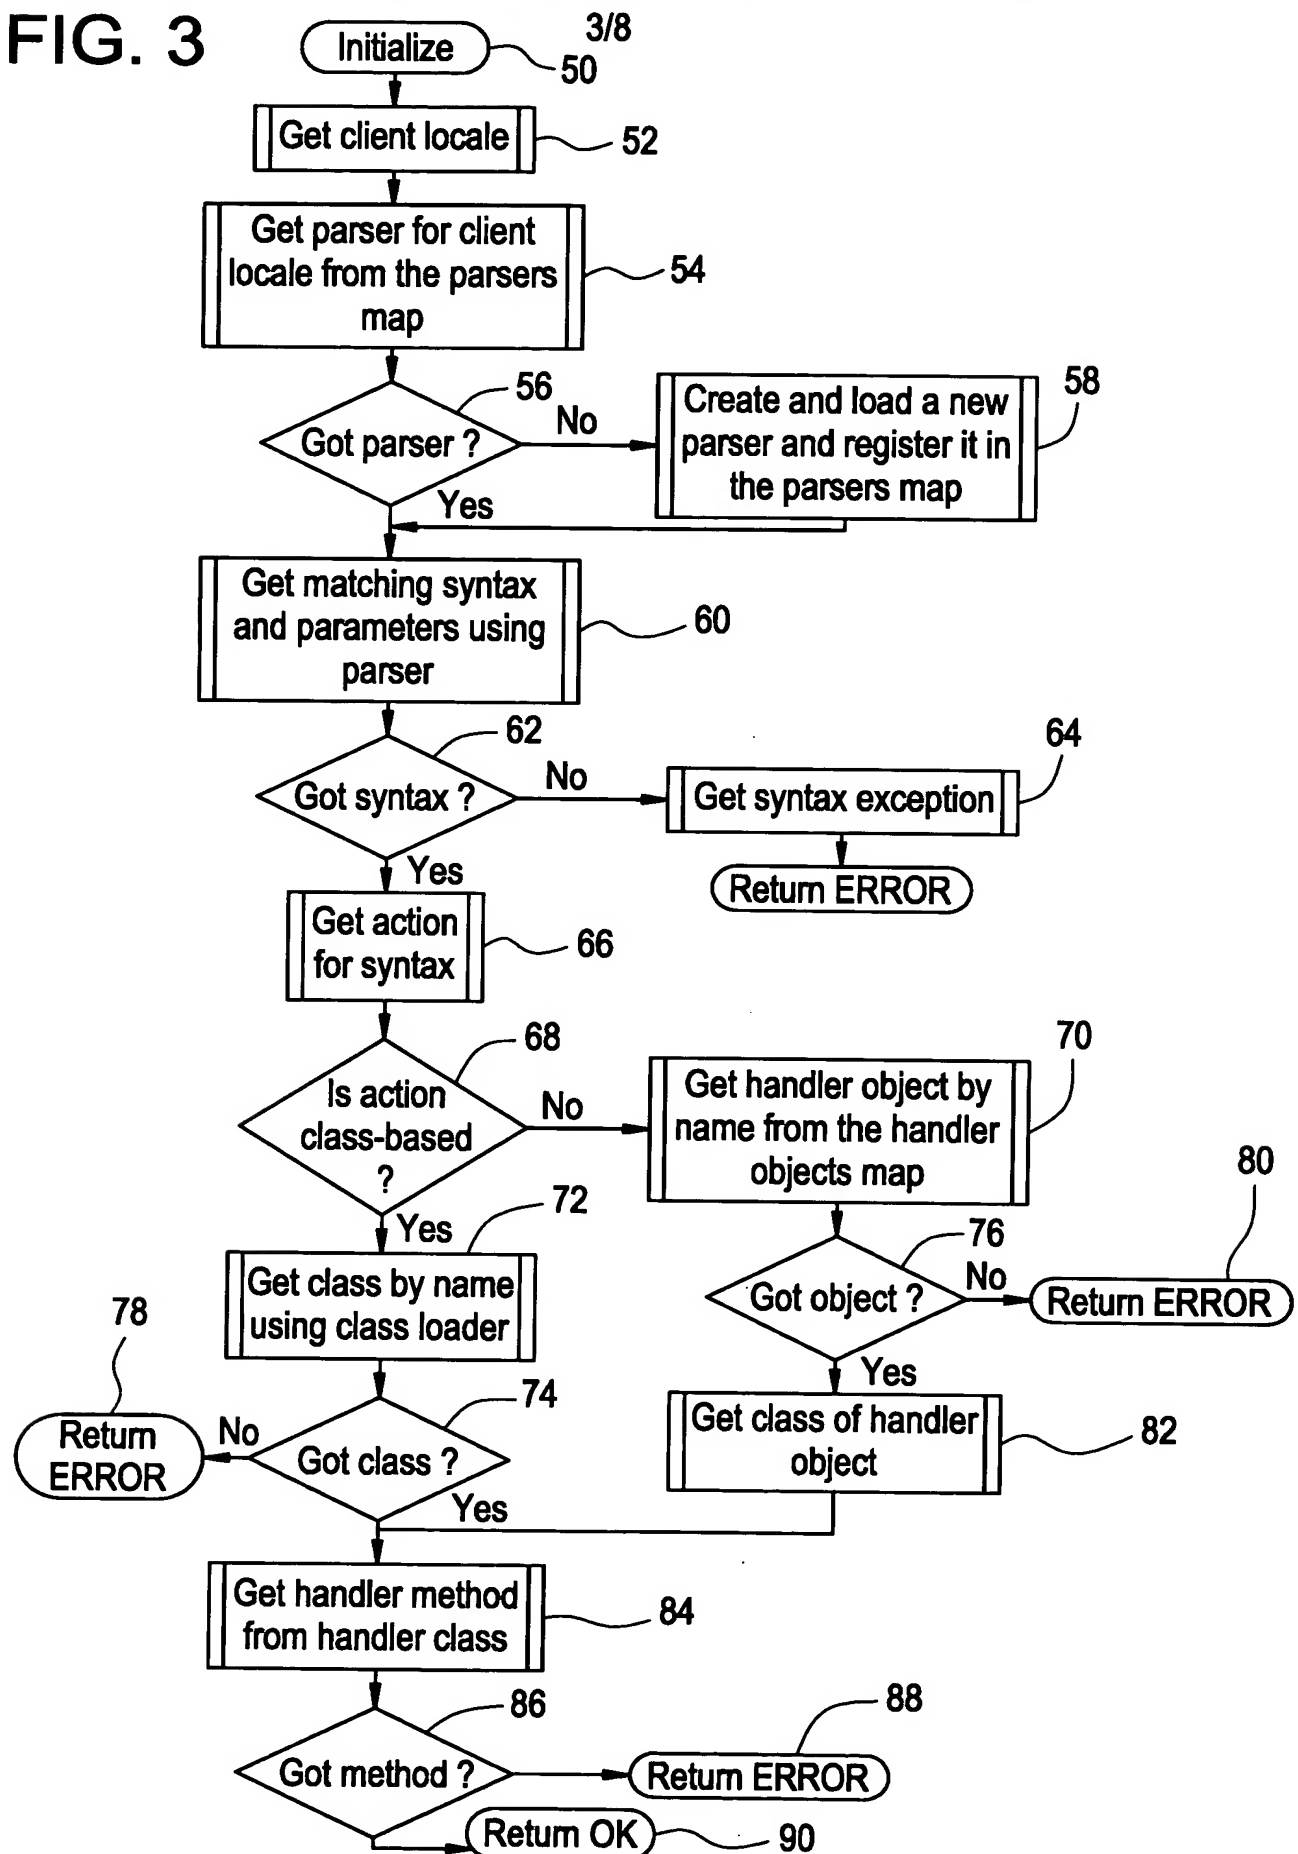 FIG. 3
3/8
Initialize
50
Get client locale
52
Get parser for client
locale from the parsers
map
54
56
Got parser ?
No
Create and load a new
parser and register it in
the parsers map
58
Yes
Get matching syntax
and parameters using
parser
60
62
Got syntax ?
No
Get syntax exception
64
Yes
Return ERROR
Get action
for syntax
66
68
Is action
class-based
?
No
Get handler object by
name from the handler
objects map
70
Yes
72
Get class by name
using class loader
76
Got object ?
No
Return ERROR
80
Yes
78
Return
ERROR
No
74
Got class ?
Yes
Get class of handler
object
82
Get handler method
from handler class
84
86
Got method ?
Return ERROR
88
Return OK
90